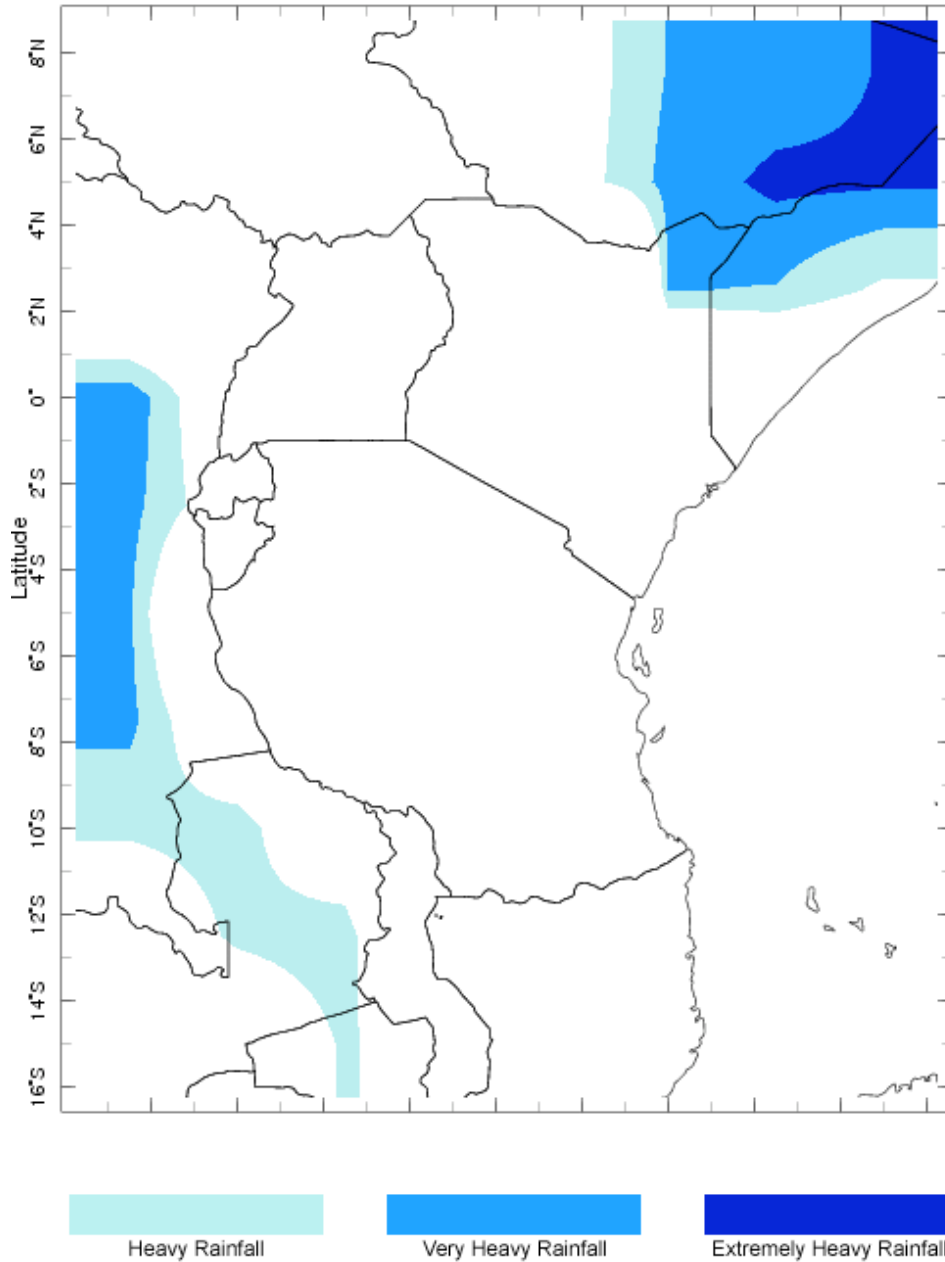 Latitude
8°N
6°N
4°N
2°N
0°
2°S
4°S
6°S
8°S
10°S
12°S
14°S
16°S
Heavy Rainfall
Very Heavy Rainfall
Extremely Heavy Rainfall